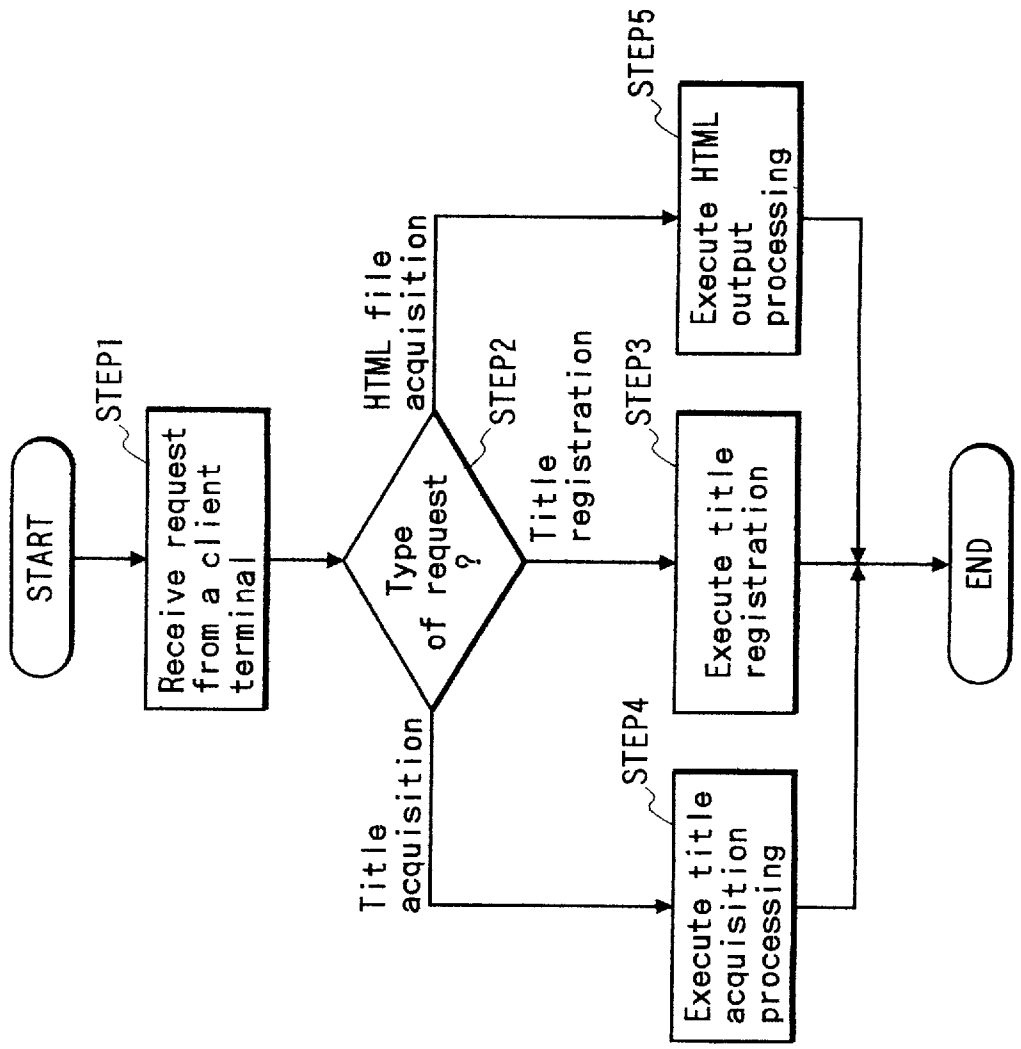 START
STEP1
Receive request
from a client
terminal
Type
of request
?
STEP2
Title
acquisition
Title
registration
HTML file
acquisition
STEP4
Execute title
acquisition
processing
STEP3
Execute title
registration
STEP5
Execute HTML
output
processing
END